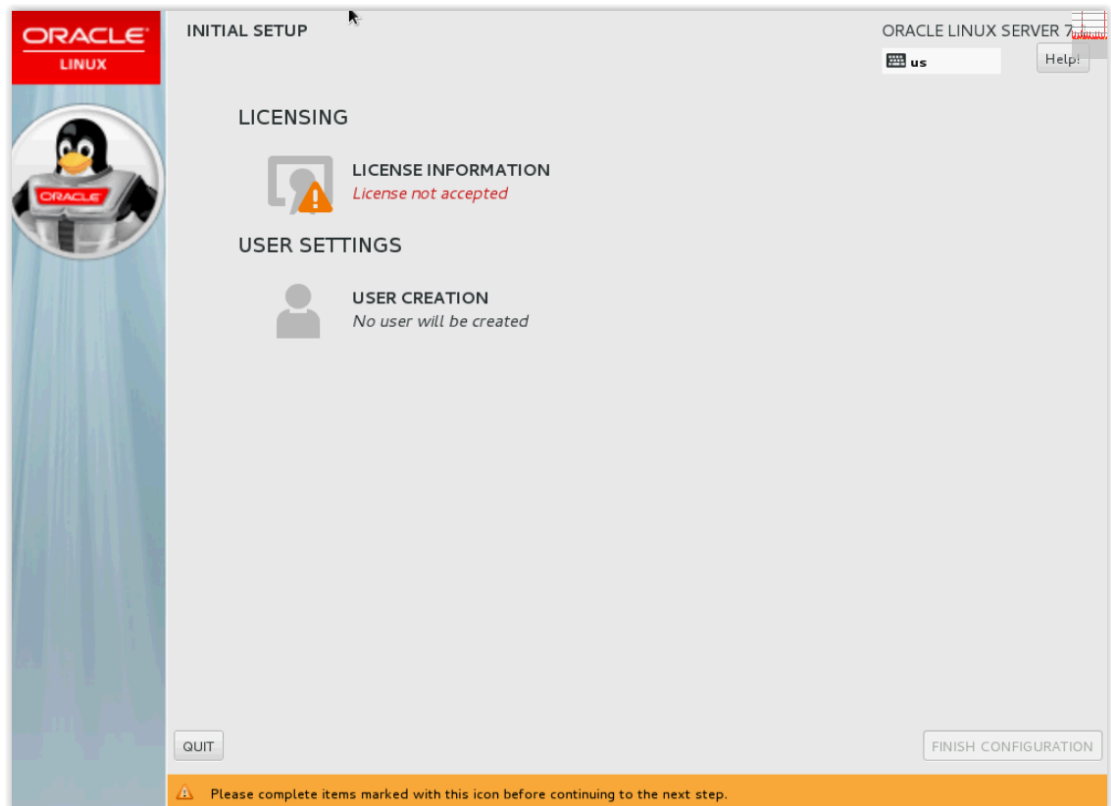 ORACLE
LINUX
INITIAL SETUP
ORACLE LINUX SERVER
us
Help!
ORACLE
LICENSING
LICENSE INFORMATION
License not accepted
USER SETTINGS
USER CREATION
No user will be created
QUIT
FINISH CONFIGURATION
Please complete items marked with this icon before continuing to the next step.